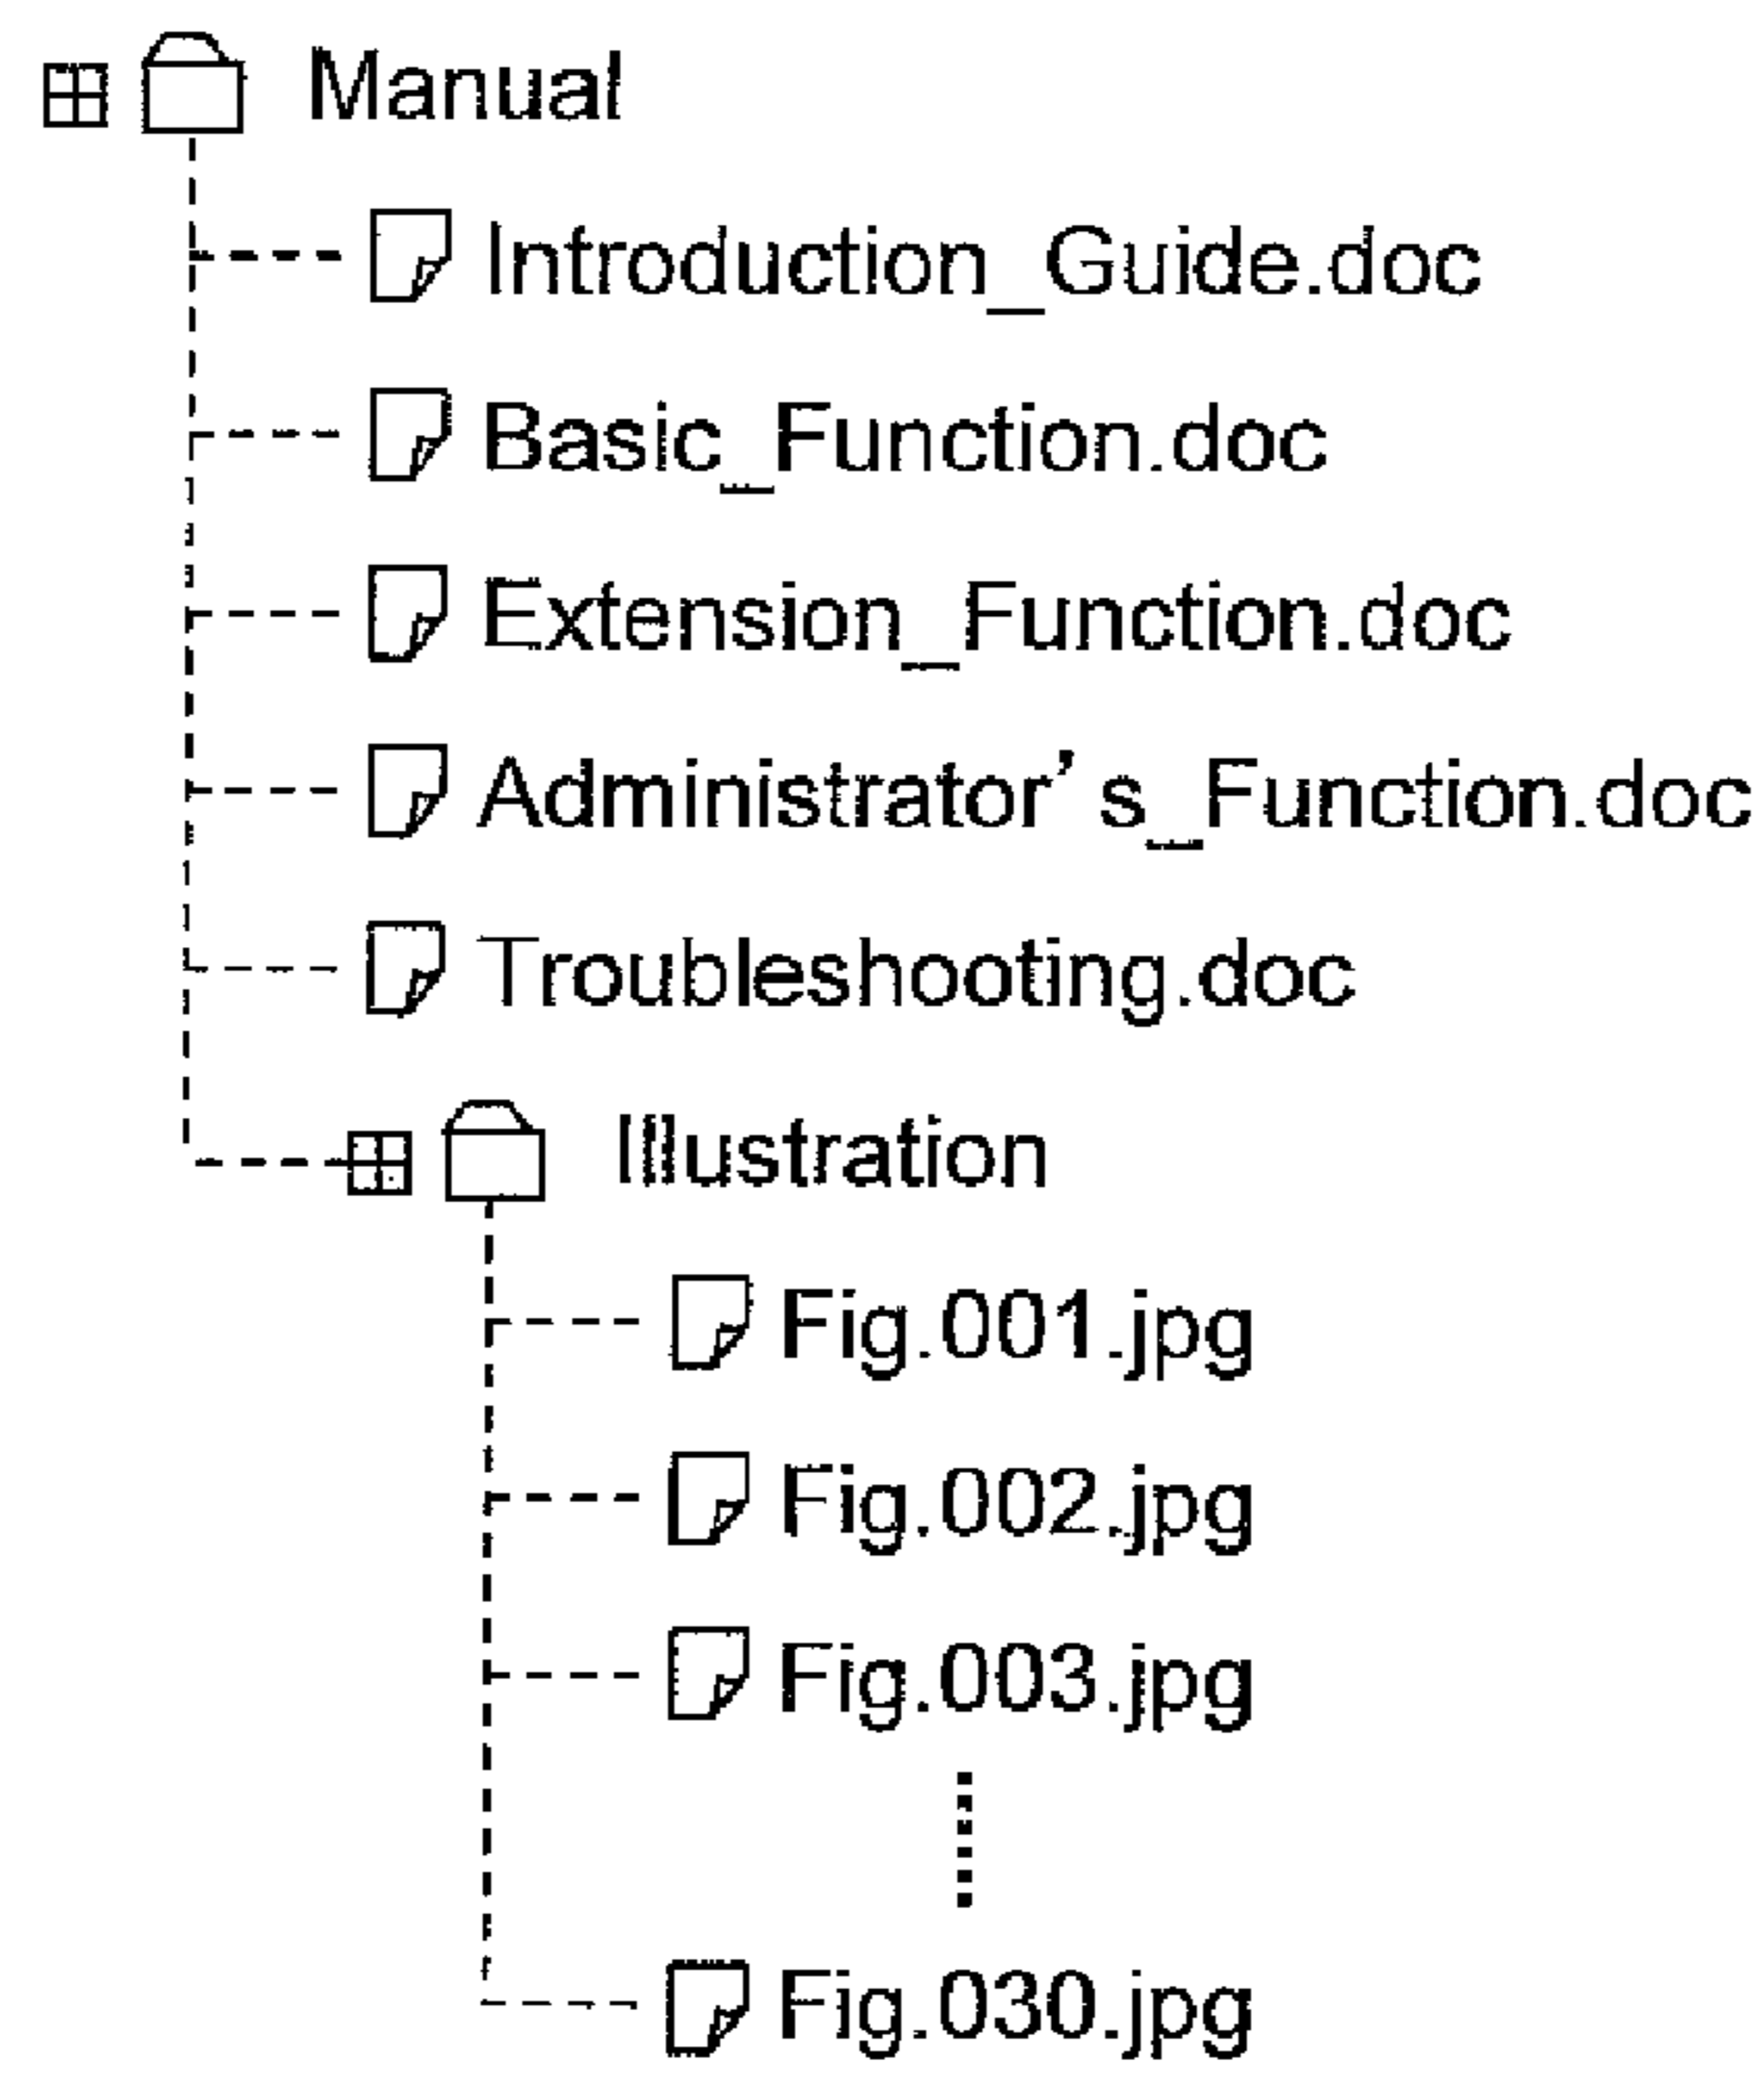 Manual
Introduction_Guide.doc
Basic_Function.doc
Extension_Function.doc
Administrator's_Function.doc
Troubleshooting.doc
Illustration
Fig.001.jpg
Fig.002.jpg
Fig.003.jpg
Fig.030.jpg